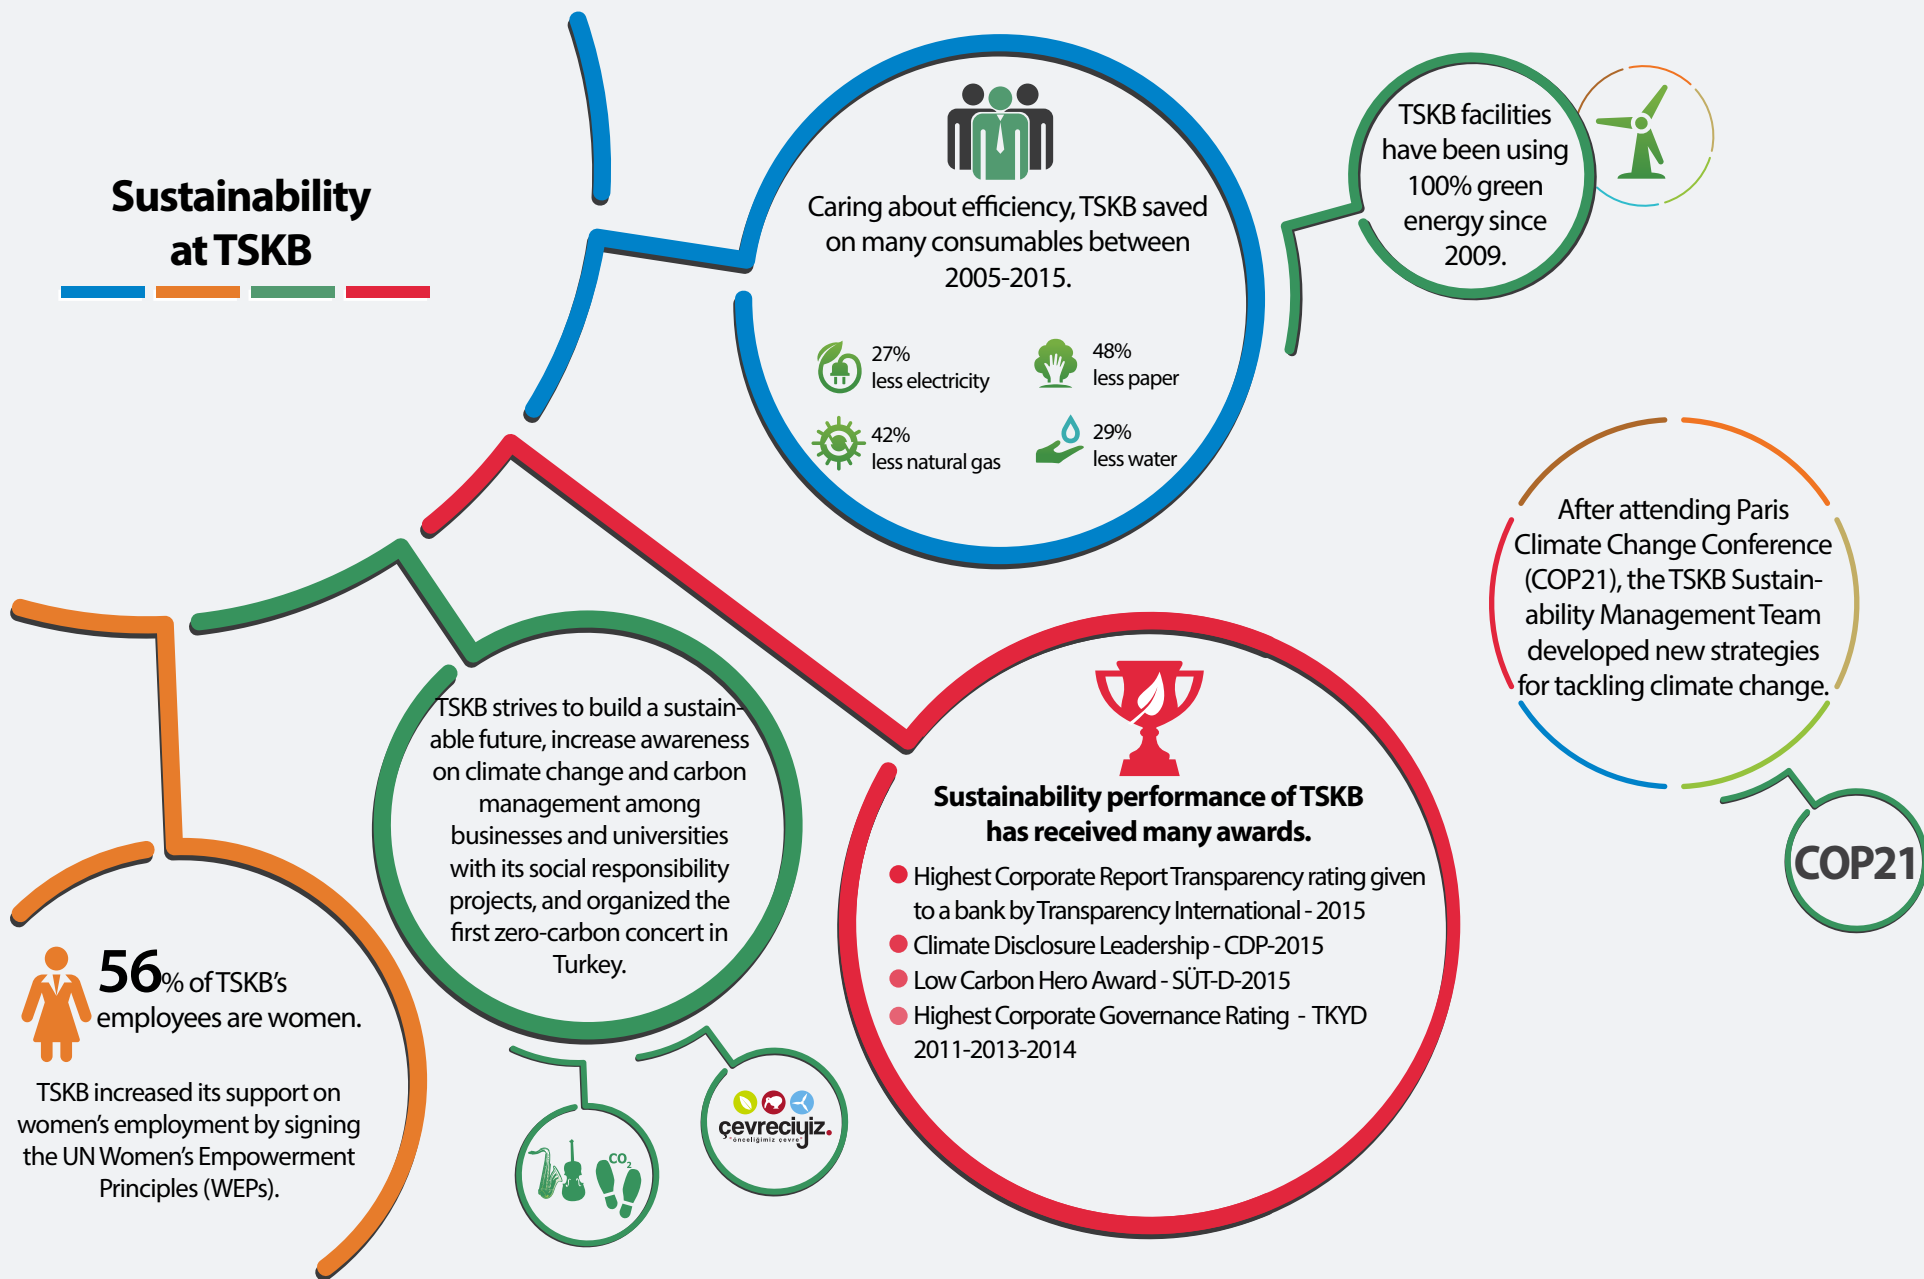 Sustainability
at TSKB
Caring about efficiency, TSKB saved
on many consumables between
2005-2015.
27%
less electricity
48%
less paper
42%
less natural gas
29%
less water
TSKB facilities
have been using
100% green
energy since
2009.
After attending Paris
Climate Change Conference
(COP21), the TSKB Sustain-
ability Management Team
developed new strategies
for tackling climate change.
COP21
TSKB strives to build a sustain-
able future, increase awareness
on climate change and carbon
management among
businesses and universities
with its social responsibility
projects, and organized the
first zero-carbon concert in
Turkey.
Sustainability performance of TSKB
has received many awards.
Highest Corporate Report Transparency rating given
to a bank by Transparency International - 2015
Climate Disclosure Leadership - CDP-2015
Low Carbon Hero Award - SÜT-D-2015
Highest Corporate Governance Rating - TKYD
2011-2013-2014
56% of TSKB's
employees are women.
TSKB increased its support on
women's employment by signing
the UN Women's Empowerment
Principles (WEPs).
CO2
çevreciyiz.
"önceliğimiz çevre"